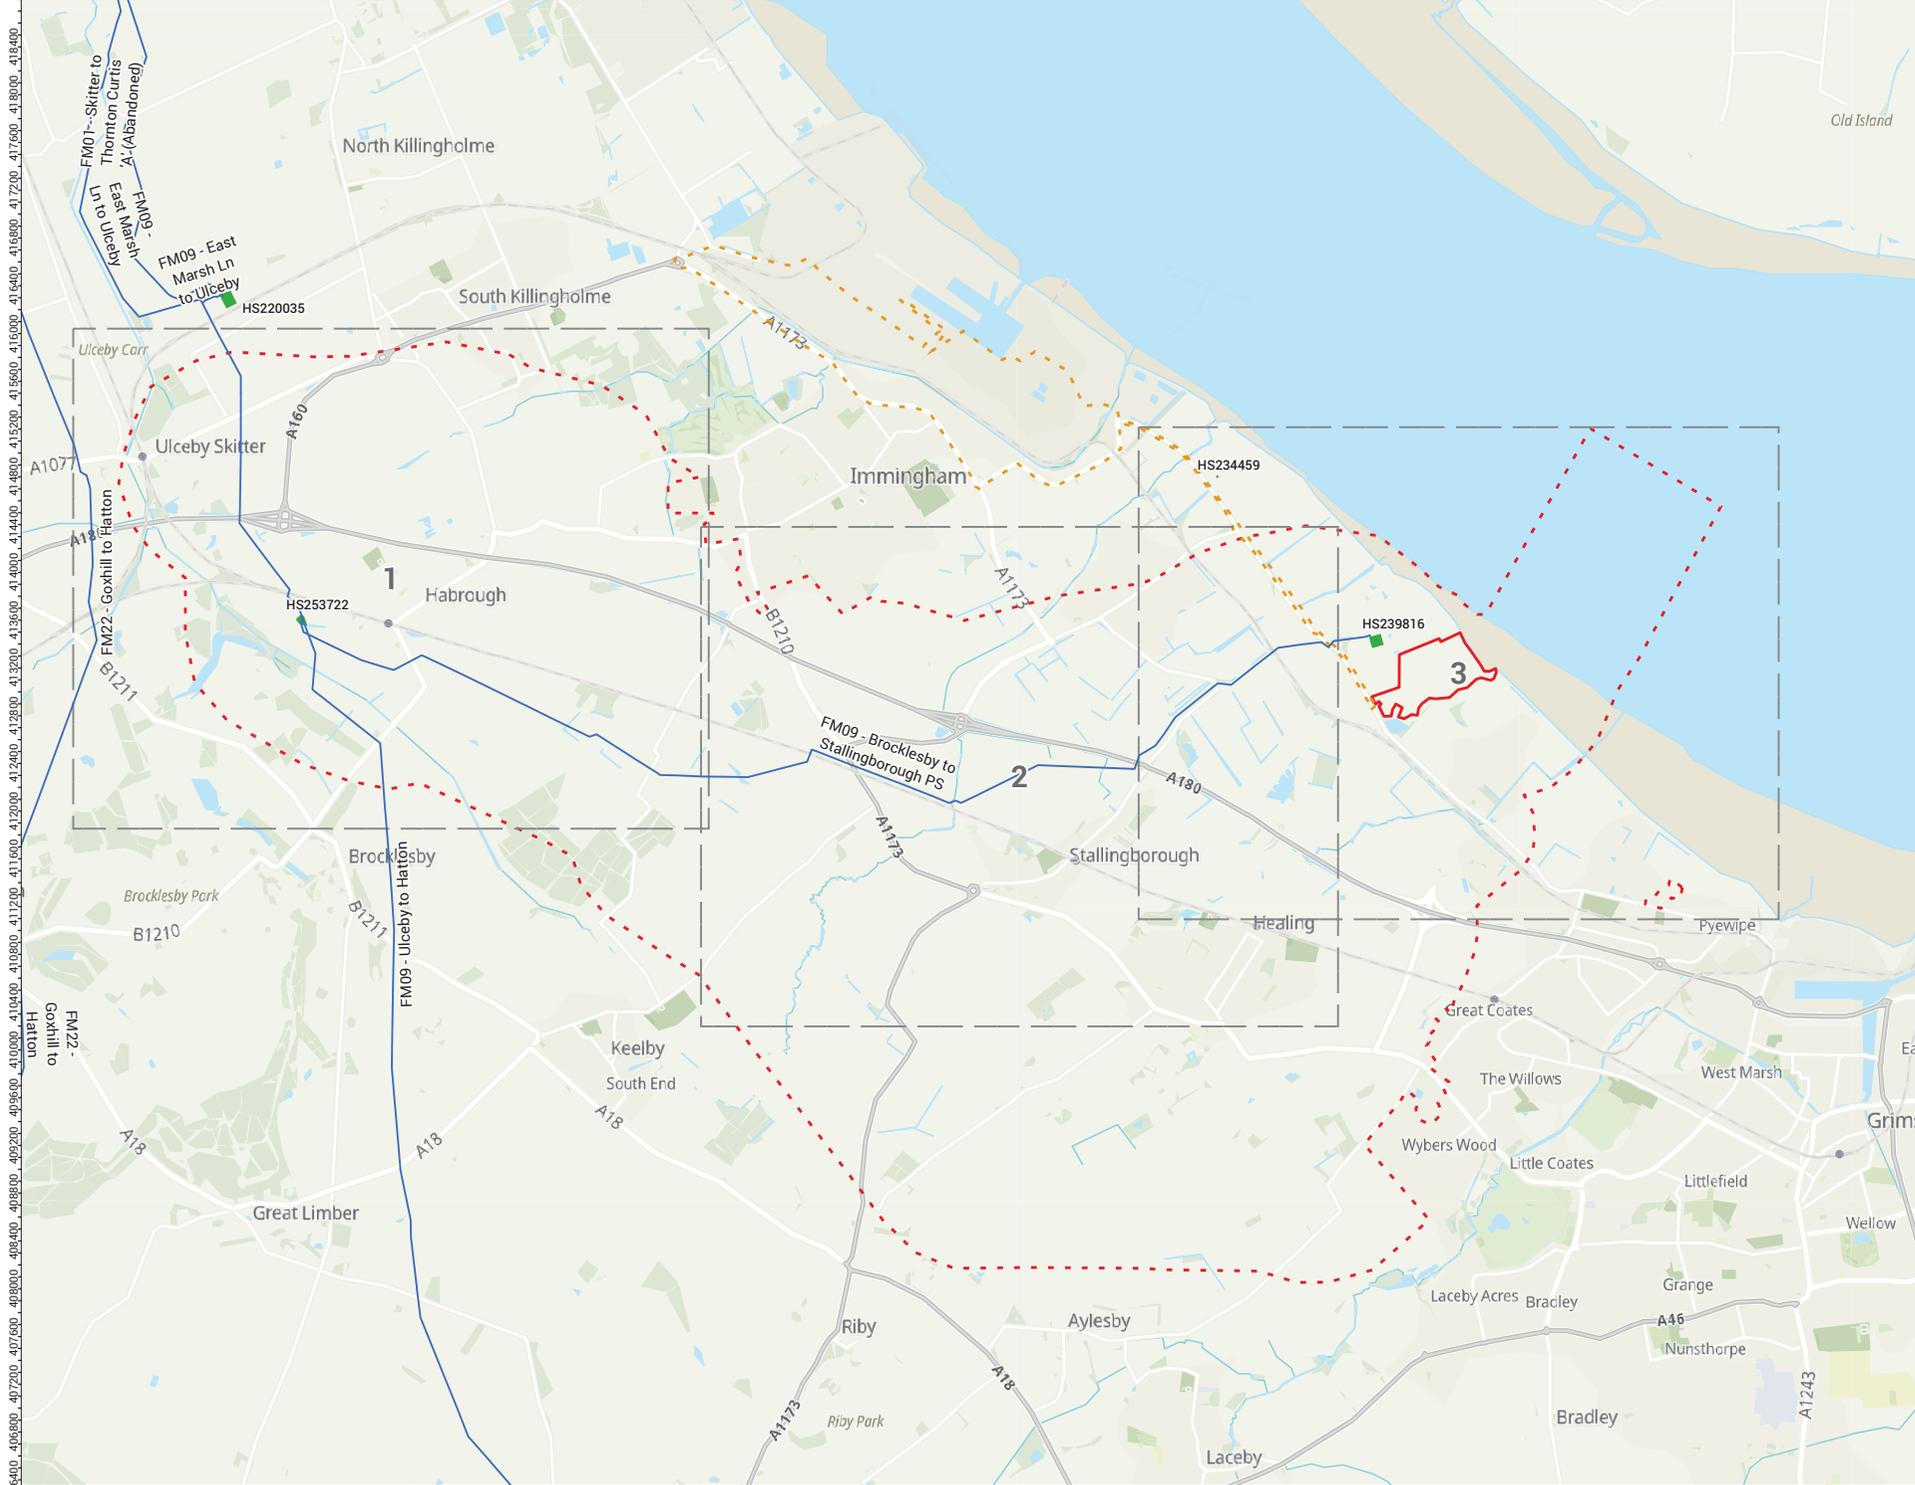 418400
418000
417600
417200
416800
416400
416000
415600
415200
414800
414400
414000
413600
413200
412800
412400
412000
411600
411200
410800
410400
410000
409600
409200
408800
408400
408000
407600
407200
406800
6400
FM01 - Skitter to
Thornton Curtis
'A' (Abandoned)
FM09 -
East Marsh
Ln to Ulceby
FM09 - East
Marsh Ln
to Ulceby
HS220035
North Killingholme
South Killingholme
Old Island
Ulceby Carr
A1173
A160
Ulceby Skitter
A1077
A180
FM22 - Goxhill to Hatton
Immingham
HS234459
1
Habrough
HS253722
A1173
B1210
HS239816
3
B1211
FM09 - Brocklesby to
Stallingborough PS
2
A180
A1173
Stallingborough
Brocklesby
Brocklesby Park
B1211
B1210
FM09 - Ulceby to Hatton
Healing
Pyewipe
FM22 -
Goxhill to
Hatton
Great Coates
Keelby
South End
A18
A18
A18
The Willows
West Marsh
Ea
Grims
Wybers Wood
Little Coates
Littlefield
Great Limber
Wellow
Grange
Laceby Acres
Bradley
A46
Nunsthorpe
Riby
Aylesby
A18
A1173
Riby Park
A1243
Bradley
Laceby